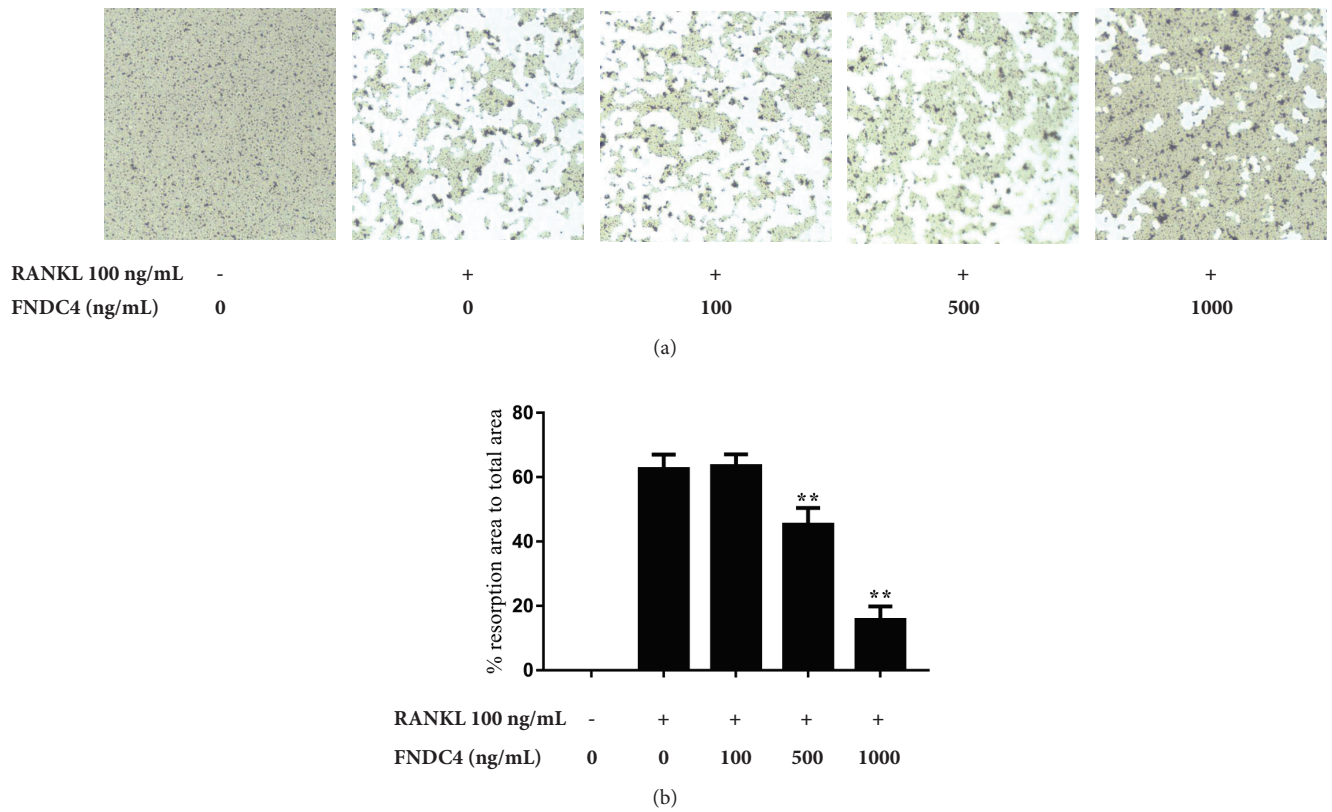 RANKL 100 ng/mL - + + + +
FNDC4 (ng/mL) 0 0 100 500 1000
(a)
80
60
40
20
0
% resorption area to total area
**
**
RANKL 100 ng/mL - + + + +
FNDC4 (ng/mL) 0 0 100 500 1000
(b)